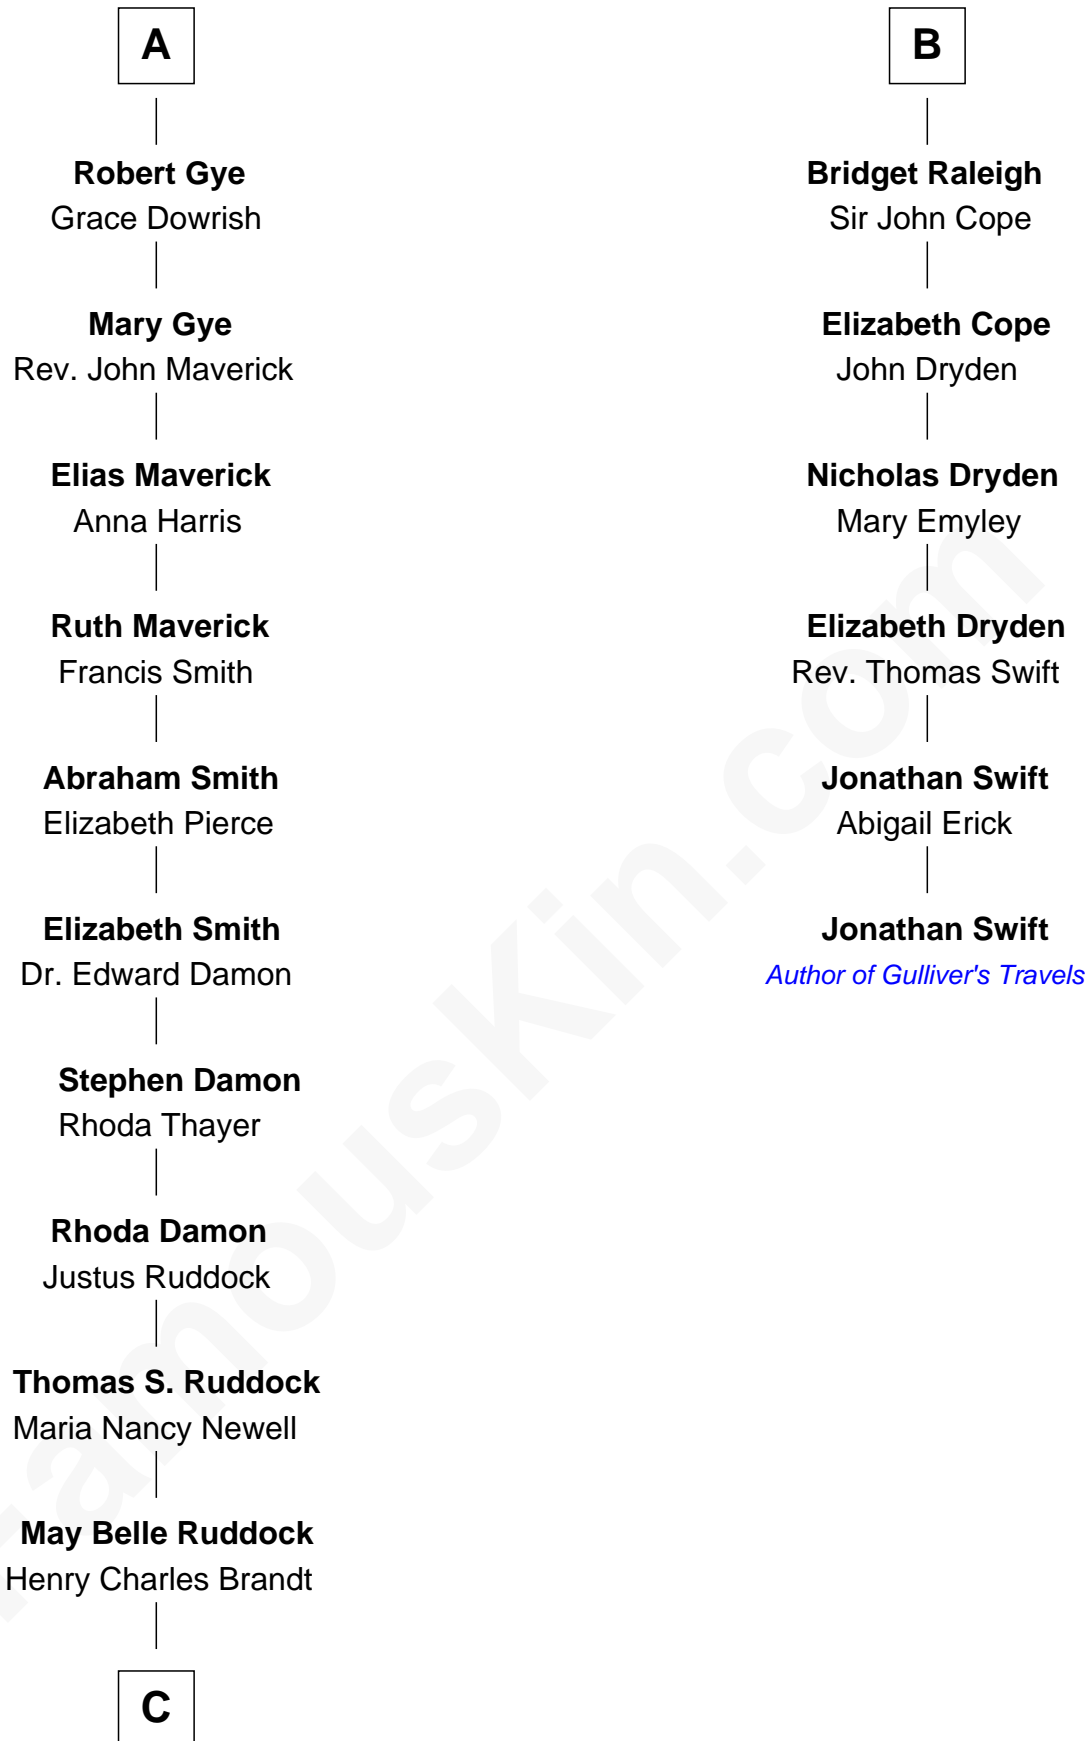 A
Robert Gye
Grace Dowrish
Mary Gye
Rev. John Maverick
Elias Maverick
Anna Harris
Ruth Maverick
Francis Smith
Abraham Smith
Elizabeth Pierce
Elizabeth Smith
Dr. Edward Damon
Stephen Damon
Rhoda Thayer
Rhoda Damon
Justus Ruddock
Thomas S. Ruddock
Maria Nancy Newell
May Belle Ruddock
Henry Charles Brandt
C
B
Bridget Raleigh
Sir John Cope
Elizabeth Cope
John Dryden
Nicholas Dryden
Mary Emyley
Elizabeth Dryden
Rev. Thomas Swift
Jonathan Swift
Abigail Erick
Jonathan Swift
Author of Gulliver's Travels
FamousKin.com